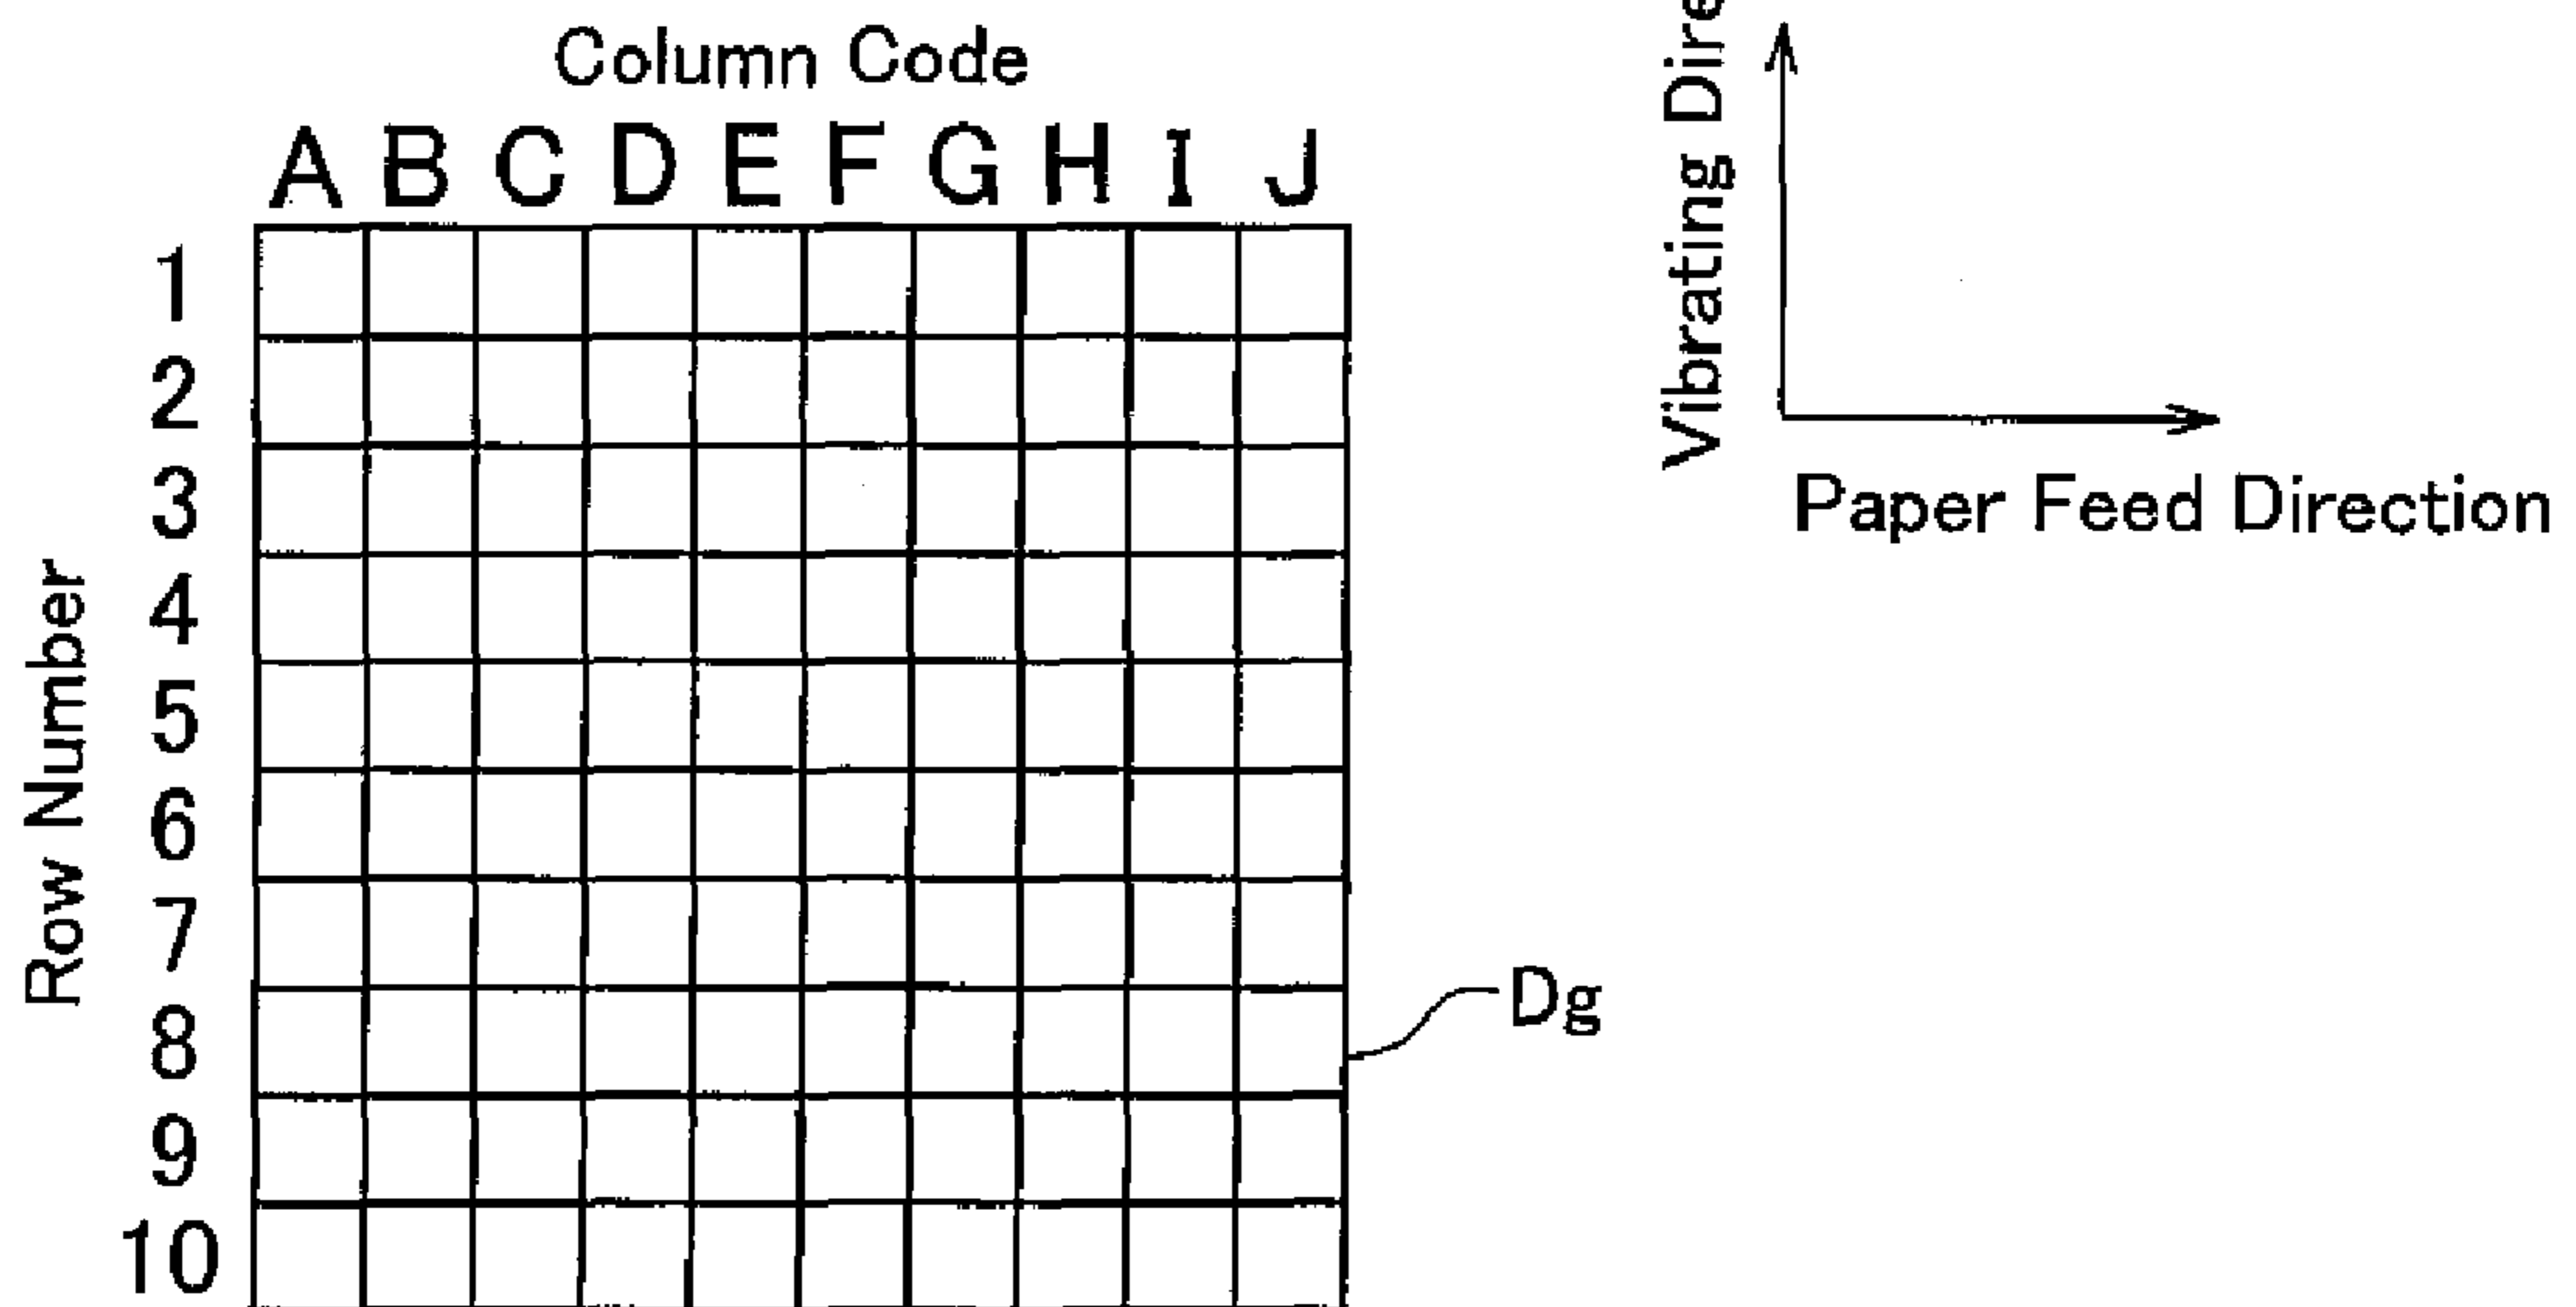 Column Code
A B C D E F G H I J
1
2
3
4
5
6
7
8
9
10
Row Number
Dg
Vibrating
Paper Feed Direction